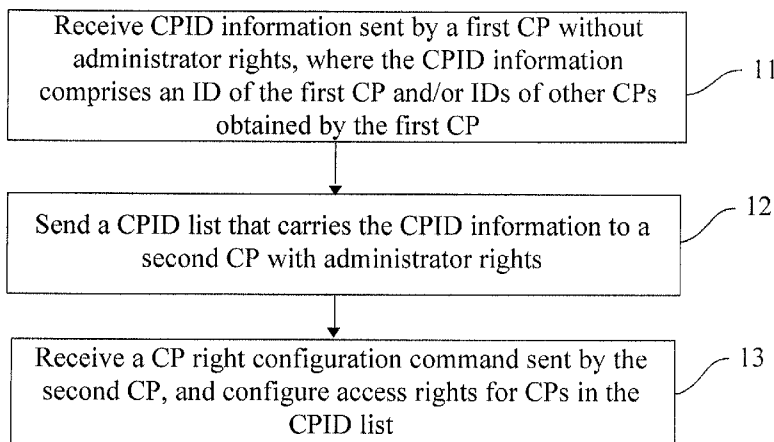 Receive CPID information sent by a first CP without
administrator rights, where the CPID information
comprises an ID of the first CP and/or IDs of other CPs
obtained by the first CP
11
Send a CPID list that carries the CPID information to a
second CP with administrator rights
12
Receive a CP right configuration command sent by the
second CP, and configure access rights for CPs in the
CPID list
13